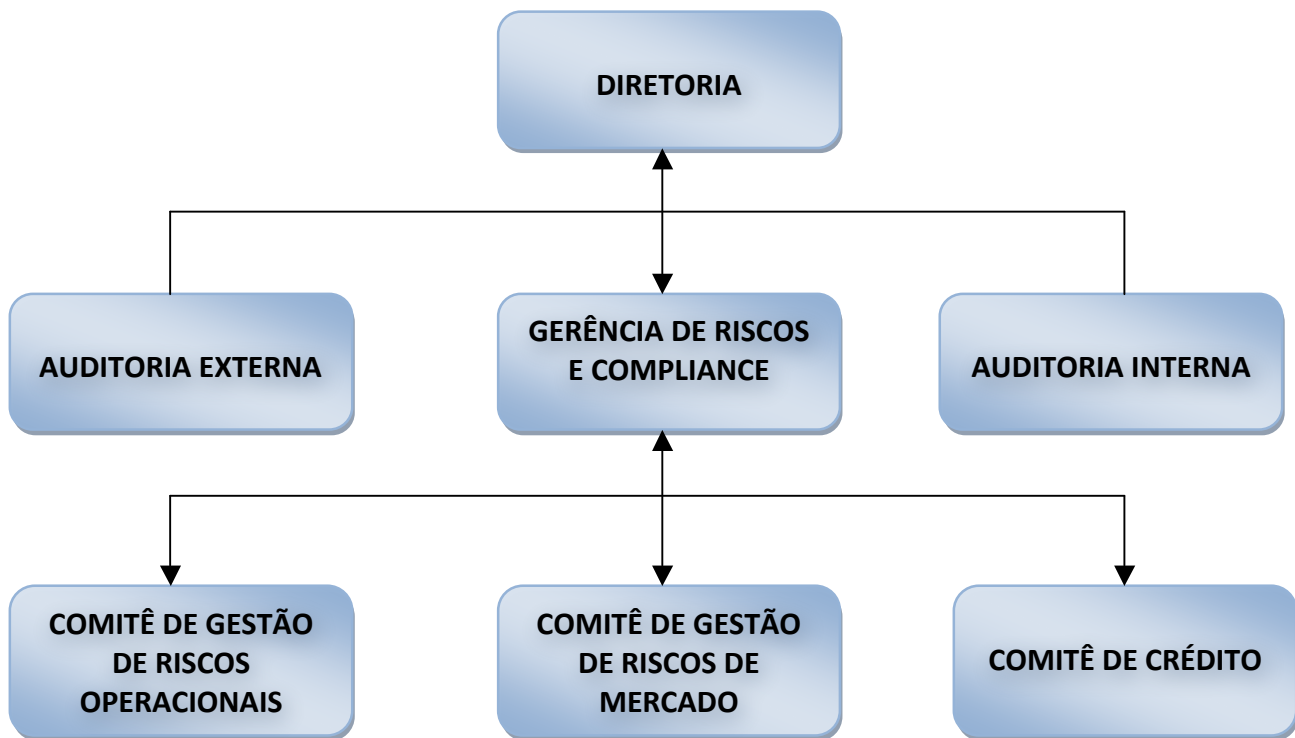 DIRETORIA
AUDITORIA EXTERNA
GERÊNCIA DE RISCOS
E COMPLIANCE
AUDITORIA INTERNA
COMITÊ DE GESTÃO
DE RISCOS
OPERACIONAIS
COMITÊ DE GESTÃO
DE RISCOS DE
MERCADO
COMITÊ DE CRÉDITO